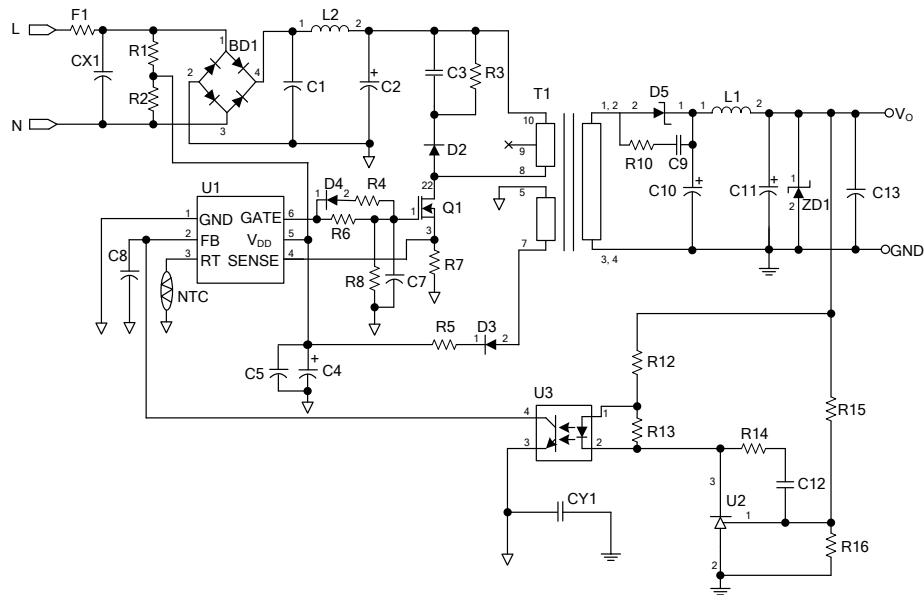 L
F1
CX1
R1
R2
N
1
BD1
2
4
3
1
L2
2
C1
+
C2
C3
R3
D2
T1
10
9
8
5
7
1, 2
3, 4
2
D5
1
R10
C9
1
L1
2
C10
+
C11
+
1
2
ZD1
C13
VO
GND
U1
1
GND
GATE
6
2
FB
VDD
5
3
RT
SENSE
4
C8
NTC
D4
1
2
R4
R6
R8
C7
1
22
3
Q1
R7
R5
1
D3
2
C5
+
C4
U3
4
3
1
2
R12
R13
R14
C12
R15
R16
3
U2
1
2
CY1